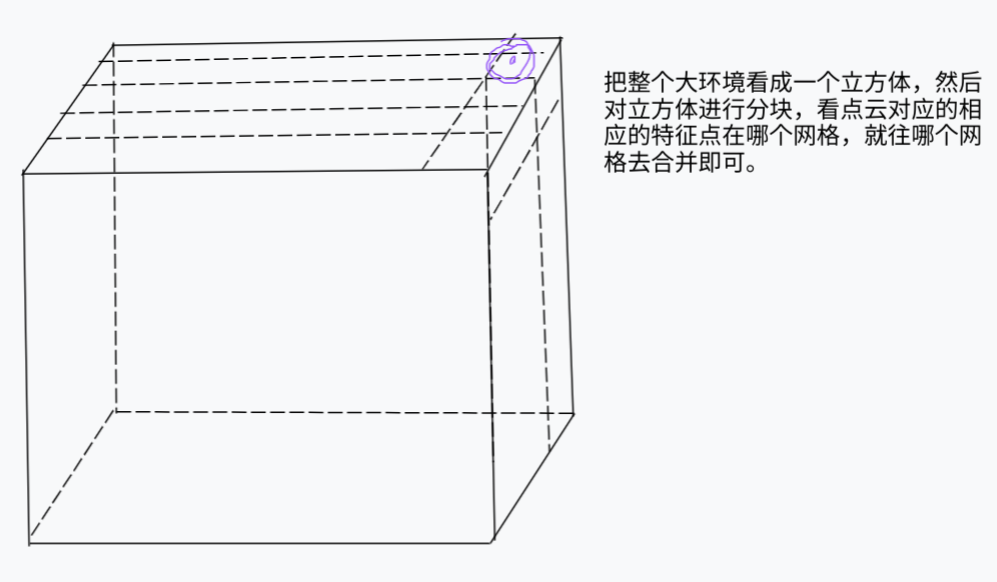 把整个大环境看成一个立方体，然后
对立方体进行分块，看点云对应的相
应的特征点在哪个网格，就往哪个网
格去合并即可。